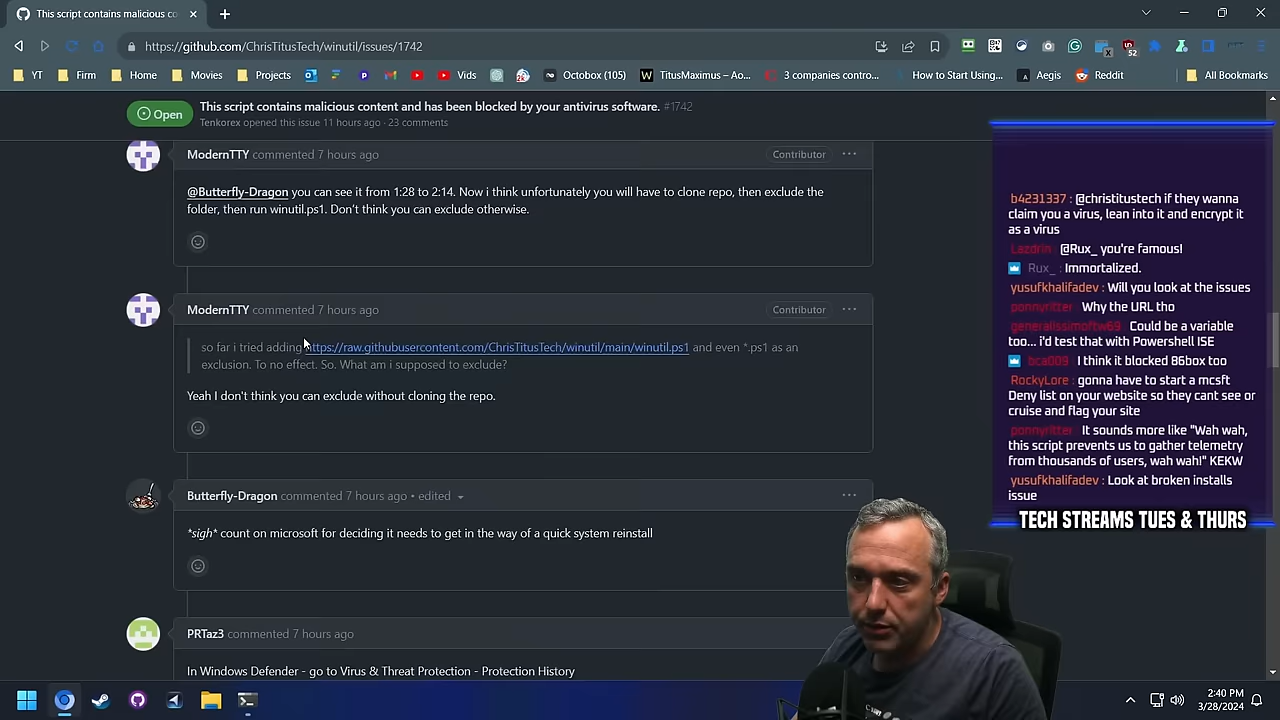 This script contains malicious co
https://github.com/ChrisTitusTech/winutil/issues/1742
52
YT
Firm
Home
Movies
Projects
Vids
Octobox (105)
TitusMaximus – Ao...
3 companies contro...
How to Start Using...
Aegis
Reddit
All Bookmarks
Open
This script contains malicious content and has been blocked by your antivirus software. #1742
Tenkorex opened this issue 11 hours ago · 23 comments
ModernTTY commented 7 hours ago
Contributor
@Butterfly-Dragon you can see it from 1:28 to 2:14. Now i think unfortunately you will have to clone repo, then exclude the
folder, then run winutil.ps1. Don't think you can exclude otherwise.
ModernTTY commented 7 hours ago
Contributor
so far i tried adding https://raw.githubusercontent.com/ChrisTitusTech/winutil/main/winutil.ps1 and even *.ps1 as an
exclusion. To no effect. So. What am i supposed to exclude?
Yeah I don't think you can exclude without cloning the repo.
Butterfly-Dragon commented 7 hours ago • edited
*sigh* count on microsoft for deciding it needs to get in the way of a quick system reinstall
PRTaz3 commented 7 hours ago
In Windows Defender - go to Virus & Threat Protection - Protection History
b4231337 : @christitustech if they wanna
claim you a virus, lean into it and encrypt it
as a virus
Lazdrin : @Rux_ you're famous!
Rux_ : Immortalized.
yusufkhalifadev : Will you look at the issues
ponnyritter : Why the URL tho
generalissimoftw69 : Could be a variable
too... i'd test that with Powershell ISE
bca009 : I think it blocked 86box too
RockyLore : gonna have to start a mcsft
Deny list on your website so they cant see or
cruise and flag your site
ponnyritter : It sounds more like "Wah wah,
this script prevents us to gather telemetry
from thousands of users, wah wah!" KEKW
yusufkhalifadev : Look at broken installs
issue
TECH STREAMS TUES & THURS
2:40 PM
3/28/2024